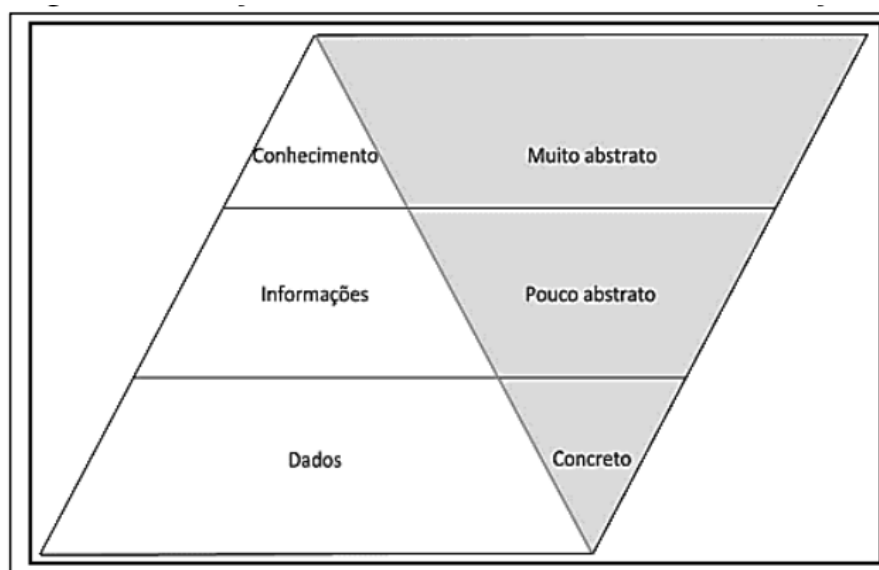 Conhecimento
Muito abstrato
Informações
Pouco abstrato
Dados
Concreto